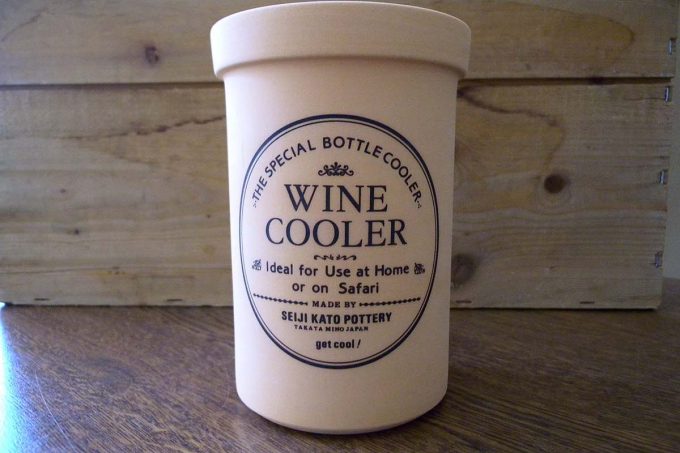 THE SPECIAL BOTTLE COOLER
WINE
COOLER
Ideal for Use at Home
or on Safari
MADE BY
SEIJI KATO POTTERY
TAKATA MINO JAPAN
get cool!